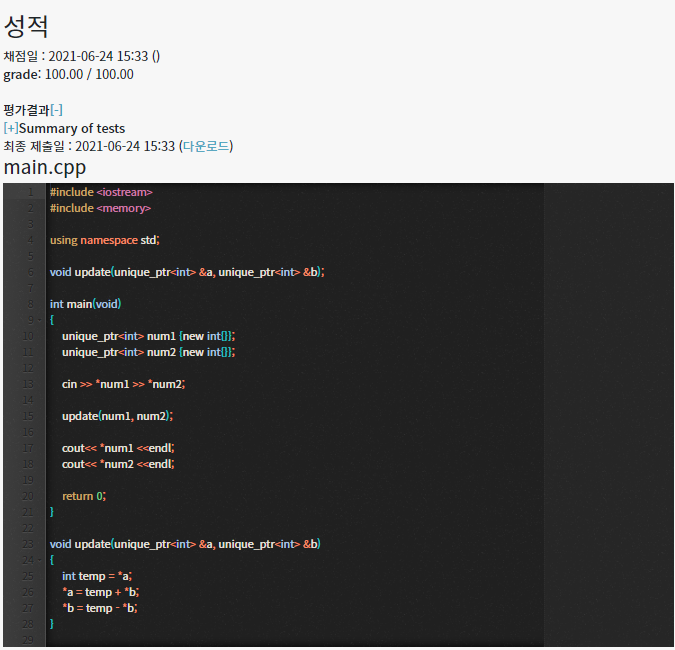 성적
채점일 : 2021-06-24 15:33 ()
grade: 100.00 / 100.00
평가결과[-]
[+]Summary of tests
최종 제출일 : 2021-06-24 15:33 (다운로드)
main.cpp
1 #include <iostream>
2 #include <memory>
3
4 using namespace std;
5
6 void update(unique_ptr<int> &a, unique_ptr<int> &b);
7
8 int main(void)
9 {
10 unique_ptr<int> num1 {new int{}};
11 unique_ptr<int> num2 {new int{}};
12
13 cin >> *num1 >> *num2;
14
15 update(num1, num2);
16
17 cout<< *num1 <<endl;
18 cout<< *num2 <<endl;
19
20 return 0;
21 }
22
23 void update(unique_ptr<int> &a, unique_ptr<int> &b)
24 {
25 int temp = *a;
26 *a = temp + *b;
27 *b = temp - *b;
28 }
29